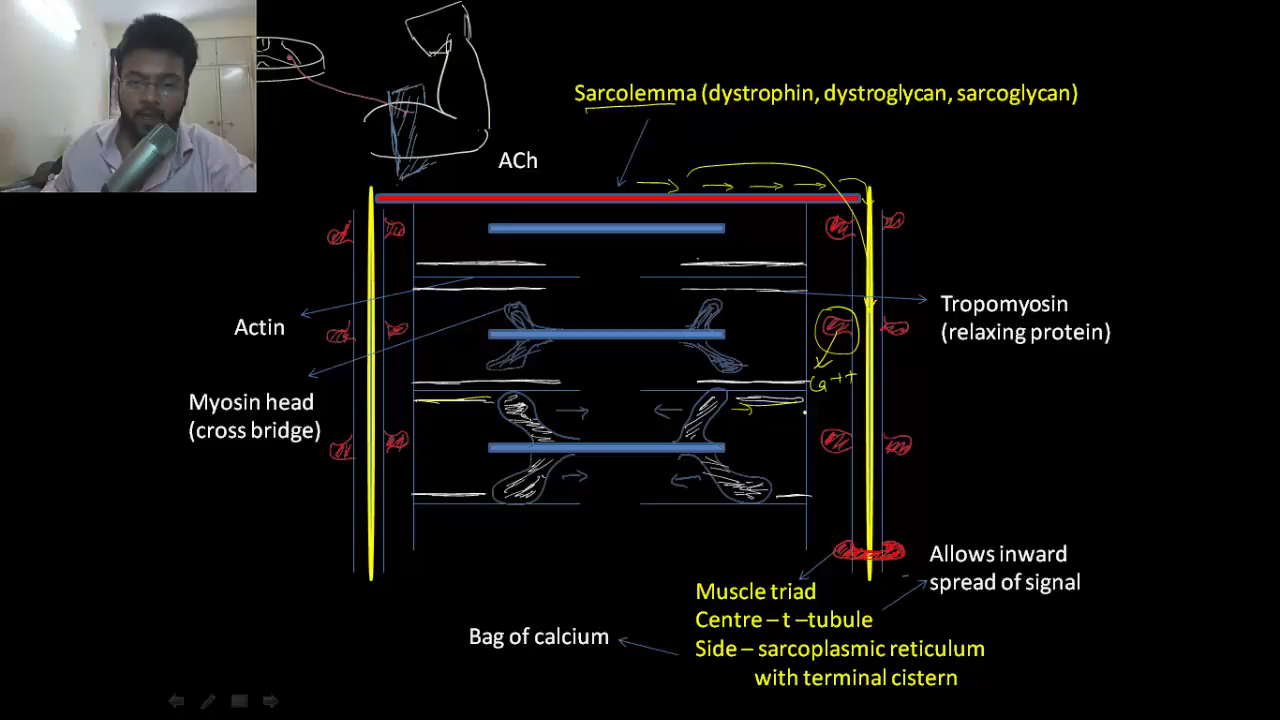 Sarcolemma (dystrophin, dystroglycan, sarcoglycan)
ACh
Actin
Tropomyosin
(relaxing protein)
Ca++
Myosin head
(cross bridge)
Allows inward
spread of signal
Muscle triad
Centre – t –tubule
Side – sarcoplasmic reticulum
with terminal cistern
Bag of calcium